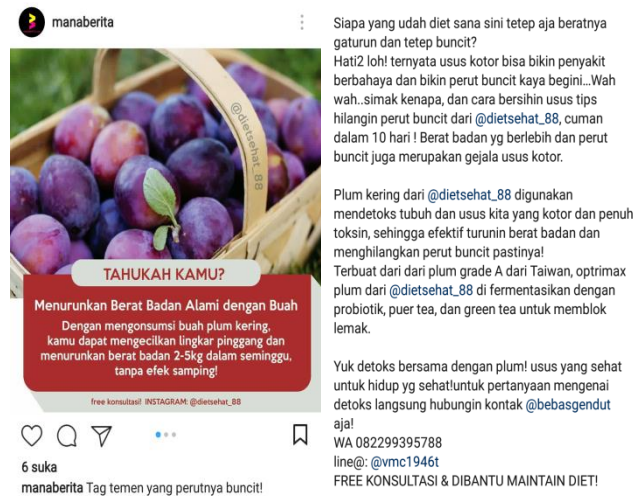 manaberita
@dietsehat_88
TAHUKAH KAMU?
Menurunkan Berat Badan Alami dengan Buah
Dengan mengonsumsi buah plum kering,
kamu dapat mengecilkan lingkar pinggang dan
menurunkan berat badan 2-5kg dalam seminggu,
tanpa efek samping!
free konsultasi! INSTAGRAM: @dietsehat_88
6 suka
manaberita Tag temen yang perutnya buncit!
Siapa yang udah diet sana sini tetep aja beratnya
gaturun dan tetep buncit?
Hati2 loh! ternyata usus kotor bisa bikin penyakit
berbahaya dan bikin perut buncit kaya begini...Wah
wah..simak kenapa, dan cara bersihin usus tips
hilangin perut buncit dari @dietsehat_88, cuman
dalam 10 hari ! Berat badan yg berlebih dan perut
buncit juga merupakan gejala usus kotor.
Plum kering dari @dietsehat_88 digunakan
mendetoks tubuh dan usus kita yang kotor dan penuh
toksin, sehingga efektif turunin berat badan dan
menghilangkan perut buncit pastinya!
Terbuat dari dari plum grade A dari Taiwan, optrimax
plum dari @dietsehat_88 di fermentasikan dengan
probiotik, puer tea, dan green tea untuk memblok
lemak.
Yuk detoks bersama dengan plum! usus yang sehat
untuk hidup yg sehat!untuk pertanyaan mengenai
detoks langsung hubungin kontak @bebasgendut
aja!
WA 082299395788
line@: @vmc1946t
FREE KONSULTASI & DIBANTU MAINTAIN DIET!